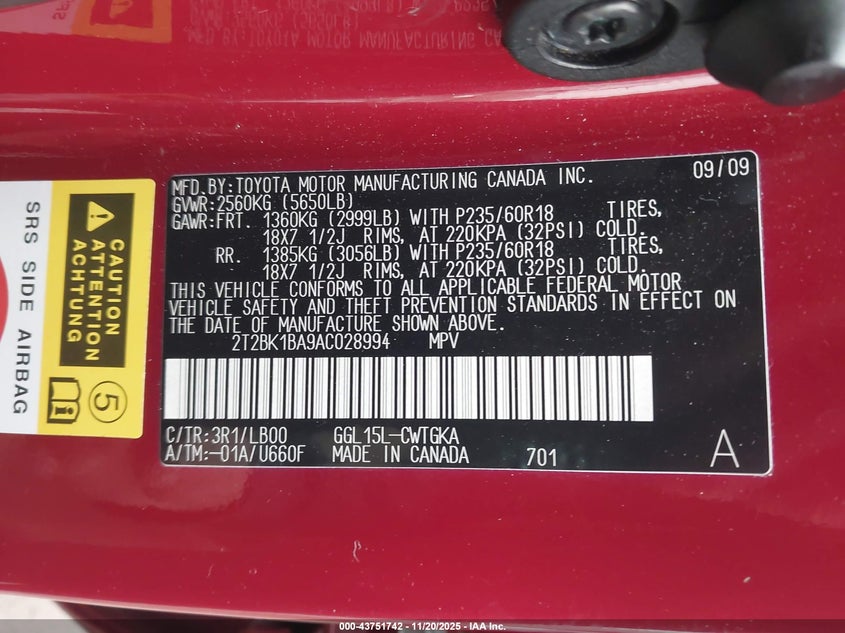 MFD.BY:TOYOTA MOTOR MANUFACTURING CANADA INC. 09/09
GVWR:2560KG (5650LB)
GAWR:FRT. 1360KG (2999LB) WITH P235/60R18 TIRES,
18X7 1/2J RIMS, AT 220KPA (32PSI) COLD.
RR. 1385KG (3056LB) WITH P235/60R18 TIRES,
18X7 1/2J RIMS, AT 220KPA (32PSI) COLD.
THIS VEHICLE CONFORMS TO ALL APPLICABLE FEDERAL MOTOR
VEHICLE SAFETY AND THEFT PREVENTION STANDARDS IN EFFECT ON
THE DATE OF MANUFACTURE SHOWN ABOVE.
2T2BK1BA9AC028994 MPV
C/TR:3R1/LB00 GGL15L-CWTGKA
A/TM:-01A/U660F MADE IN CANADA 701 A
CAUTION
ATTENTION
ACHTUNG
5
SRS SIDE AIRBAG
000-43751742 - 11/20/2025 - IAA Inc.